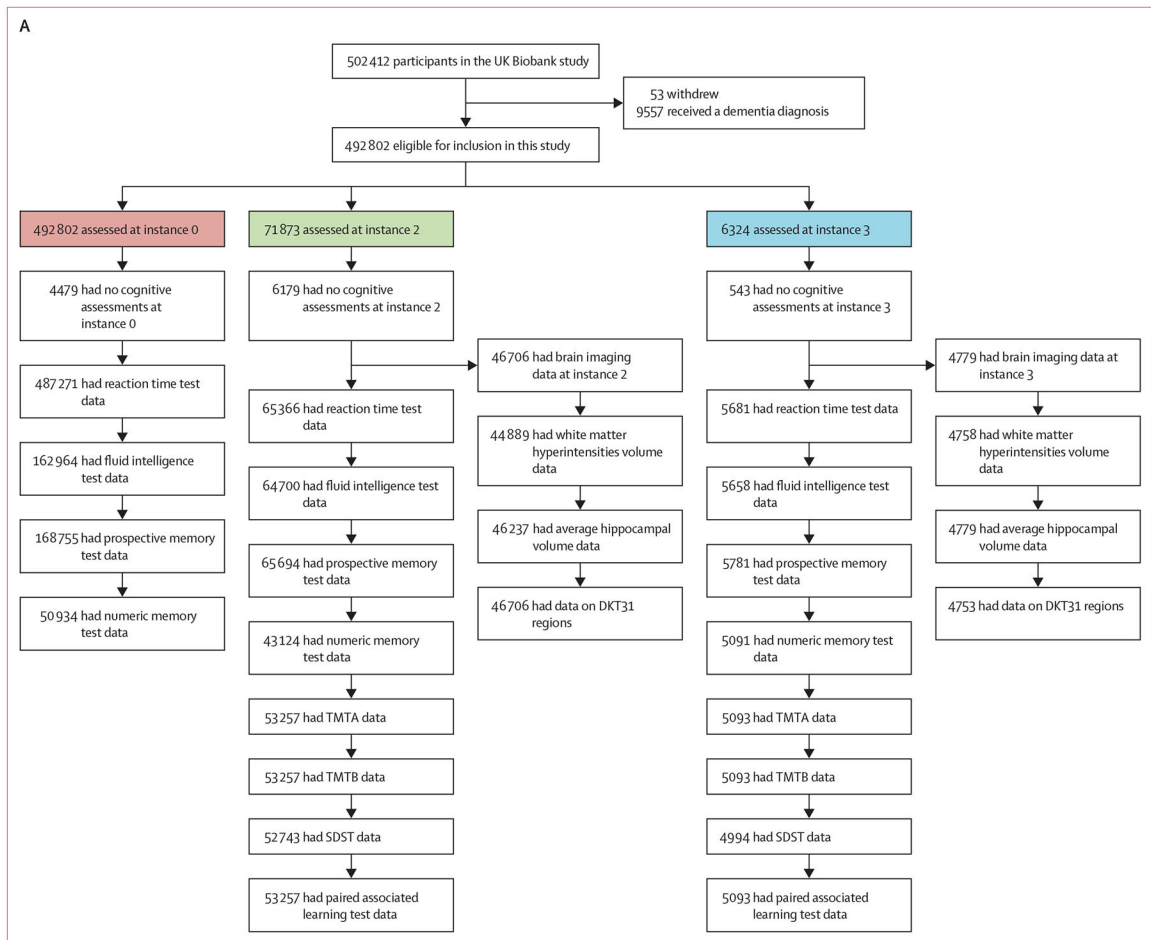 A
502 412 participants in the UK Biobank study
53 withdrew
9557 received a dementia diagnosis
492 802 eligible for inclusion in this study
492 802 assessed at instance 0
71 873 assessed at instance 2
6324 assessed at instance 3
4479 had no cognitive
assessments at
instance 0
487 271 had reaction time test
data
162 964 had fluid intelligence
test data
168 755 had prospective memory
test data
50 934 had numeric memory
test data
6179 had no cognitive
assessments at
instance 2
46 706 had brain imaging
data at instance 2
65 366 had reaction time test
data
44 889 had white matter
hyperintensities volume
data
64 700 had fluid intelligence test
data
46 237 had average hippocampal
volume data
65 694 had prospective memory
test data
46 706 had data on DKT31
regions
43 124 had numeric memory
test data
53 257 had TMTA data
53 257 had TMTB data
52 743 had SDST data
53 257 had paired associated
learning test data
543 had no cognitive
assessments at
instance 3
4779 had brain imaging data at
instance 3
5681 had reaction time test data
4758 had white matter
hyperintensities volume
data
5658 had fluid intelligence test
data
4779 had average hippocampal
volume data
5781 had prospective memory
test data
4753 had data on DKT31 regions
5091 had numeric memory test
data
5093 had TMTA data
5093 had TMTB data
4994 had SDST data
5093 had paired associated
learning test data